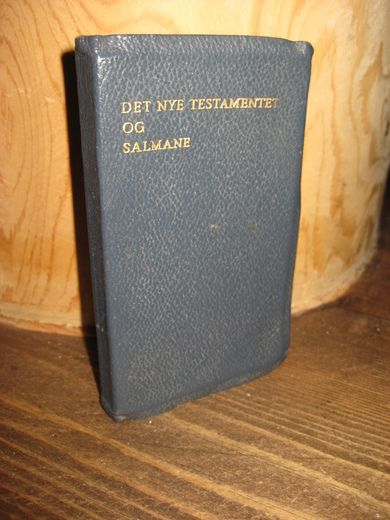 DET NYE TESTAMENTET
OG
SALMANE